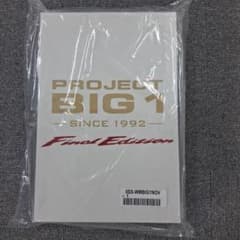 PROJECT
BIG 1
SINCE 1992
Final Edition